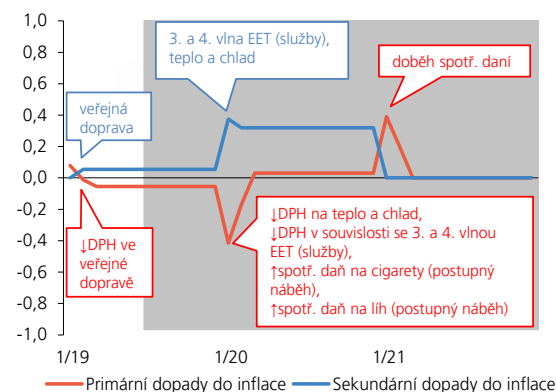 1,0
0,8
0,6
0,4
0,2
0,0
-0,2
-0,4
-0,6
-0,8
-1,0
3. a 4. vlna EET (služby),
teplo a chlad
doběh spotř. daní
veřejná
doprava
↓DPH ve
veřejné
dopravě
↓DPH na teplo a chlad,
↓DPH v souvislosti se 3. a 4. vlnou
EET (služby),
↑spotř. daň na cigarety (postupný
náběh),
↑spotř. daň na líh (postupný náběh)
1/19
1/20
1/21
Primární dopady do inflace
Sekundární dopady do inflace